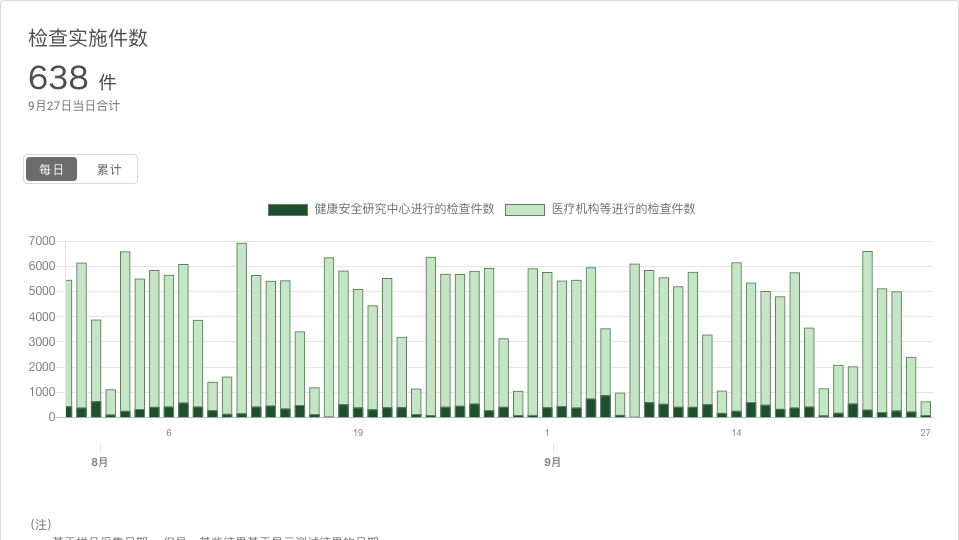 检查实施件数
638 件
9月27日当日合计
每日 累计
健康安全研究中心进行的检查件数 医疗机构等进行的检查件数
7000
6000
5000
4000
3000
2000
1000
0
6 19 1 14 27
8月 9月
（注）